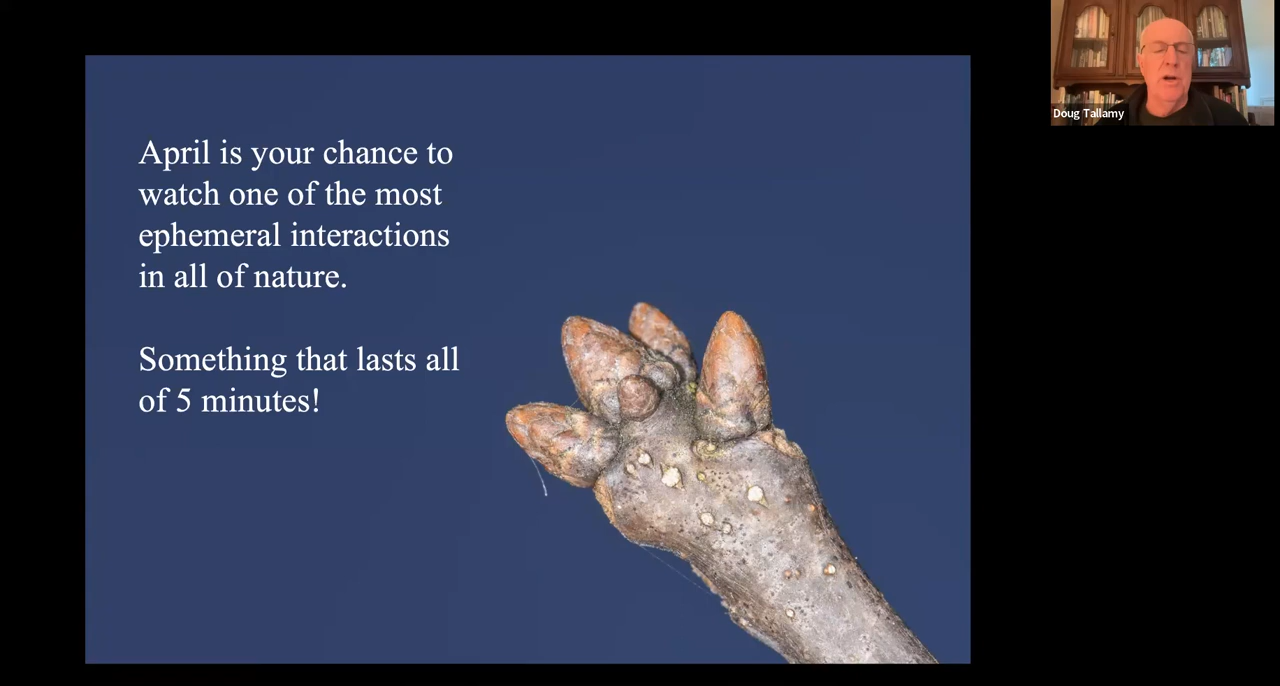 April is your chance to
watch one of the most
ephemeral interactions
in all of nature.
Something that lasts all
of 5 minutes!
Doug Tallamy